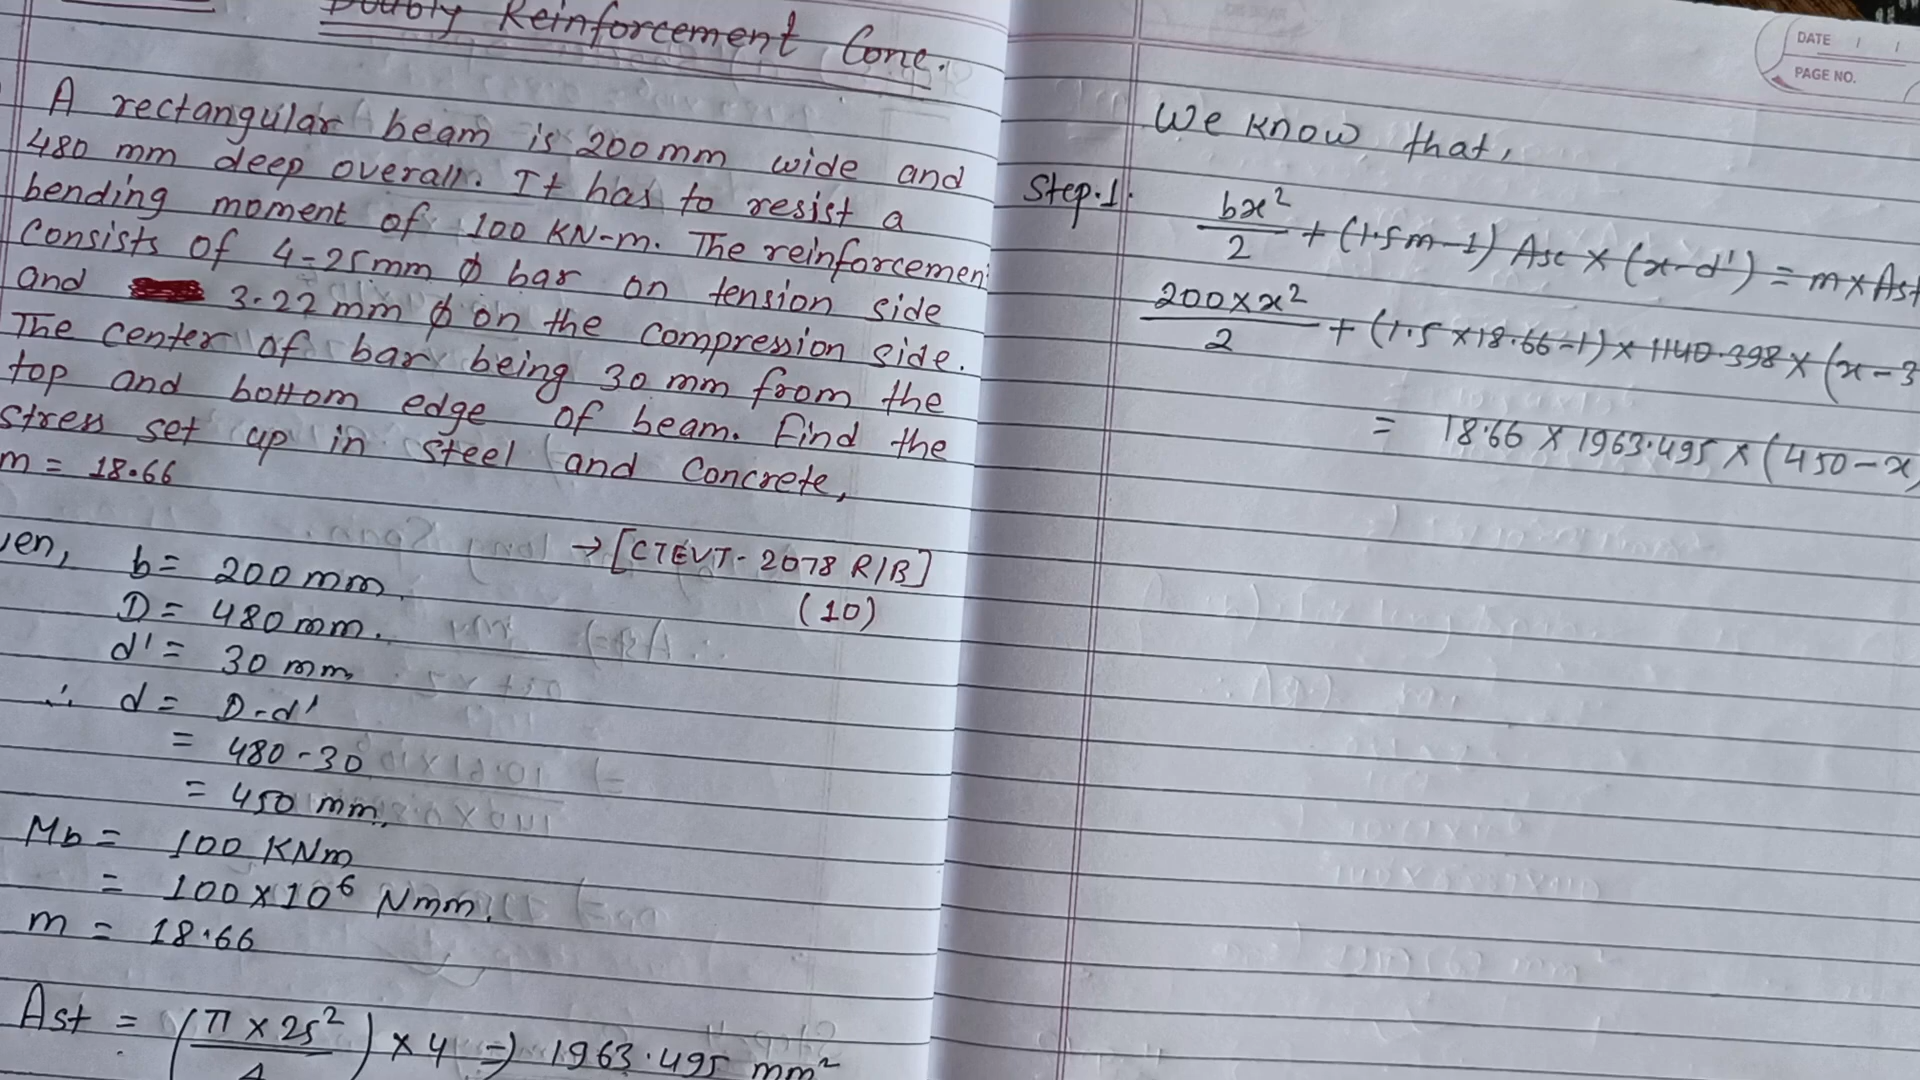 Doubly Reinforcement Conc.
A rectangular beam is 200mm wide and
480 mm deep overall. It has to resist a
bending moment of 100 KN-m. The reinforcemen
Consists of 4-25mm ϕ bar on tension side
and 3-22 mm ϕ on the compression side.
The center of bar being 30 mm from the
top and bottom edge of beam. Find the
stress set up in steel and Concrete,
m = 18.66
→ [CTEVT- 2078 R/B]
(10)
ven, b = 200 mm.
D = 480 mm.
d' = 30 mm
∴ d = D-d'
= 480-30
= 450 mm.
Mb = 100 KNm
= 100×10⁶ Nmm.
m = 18.66
Ast = (π×25²/4) × 4 ⇒ 1963.495 mm²
DATE / /
PAGE NO.
We know that,
Step.1. bx²/2 + (1.5m-1) Asc × (x-d') = m×Ast
200×x²/2 + (1.5×18.66-1)×1140.398×(x-3
= 18.66 × 1963.495 × (450-x)